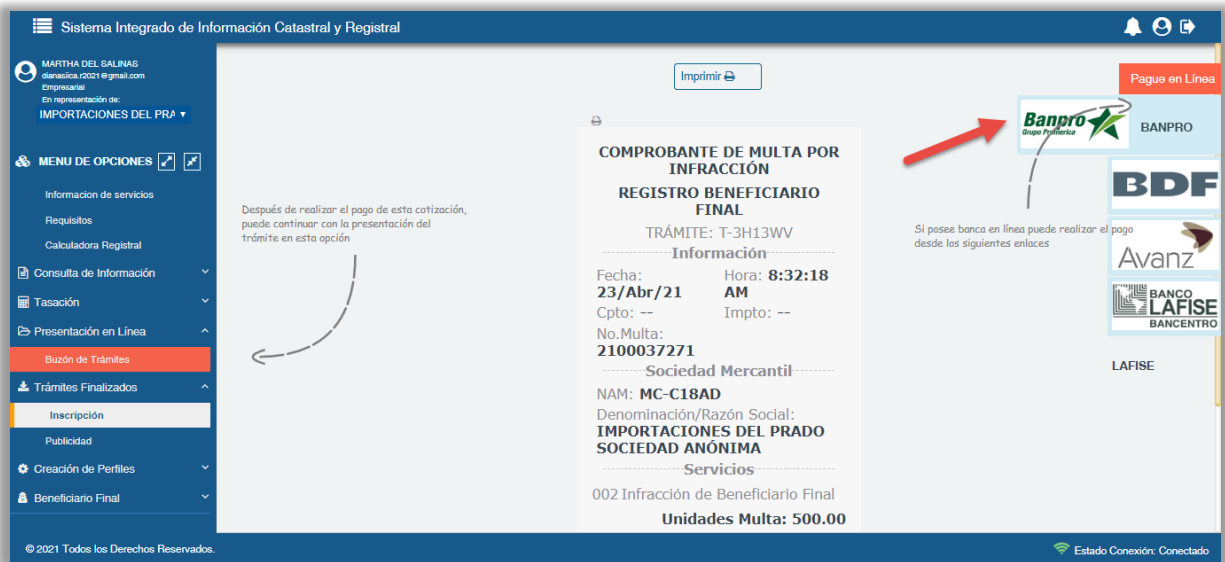 Sistema Integrado de Información Catastral y Registral
MARTHA DEL SALINAS
dianasiica.r2021@gmail.com
Empresarial
En representación de:
IMPORTACIONES DEL PRA
MENU DE OPCIONES
Informacion de servicios
Requisitos
Calculadora Registral
Consulta de Información
Tasación
Presentación en Línea
Buzón de Trámites
Trámites Finalizados
Inscripción
Publicidad
Creación de Perfiles
Beneficiario Final
Después de realizar el pago de esta cotización,
puede continuar con la presentación del
trámite en esta opción
Imprimir
COMPROBANTE DE MULTA POR
INFRACCIÓN
REGISTRO BENEFICIARIO
FINAL
TRÁMITE: T-3H13WV
Información
Fecha: Hora: 8:32:18
23/Abr/21 AM
Cpto: -- Impto: --
No.Multa:
2100037271
Sociedad Mercantil
NAM: MC-C18AD
Denominación/Razón Social:
IMPORTACIONES DEL PRADO
SOCIEDAD ANÓNIMA
Servicios
002 Infracción de Beneficiario Final
Unidades Multa: 500.00
Pague en Línea
Banpro
Grupo Promerica
BANPRO
BDF
Si posee banca en línea puede realizar el pago
desde los siguientes enlaces
Avanz
BANCO
LAFISE
BANCENTRO
LAFISE
© 2021 Todos los Derechos Reservados.
Estado Conexión: Conectado